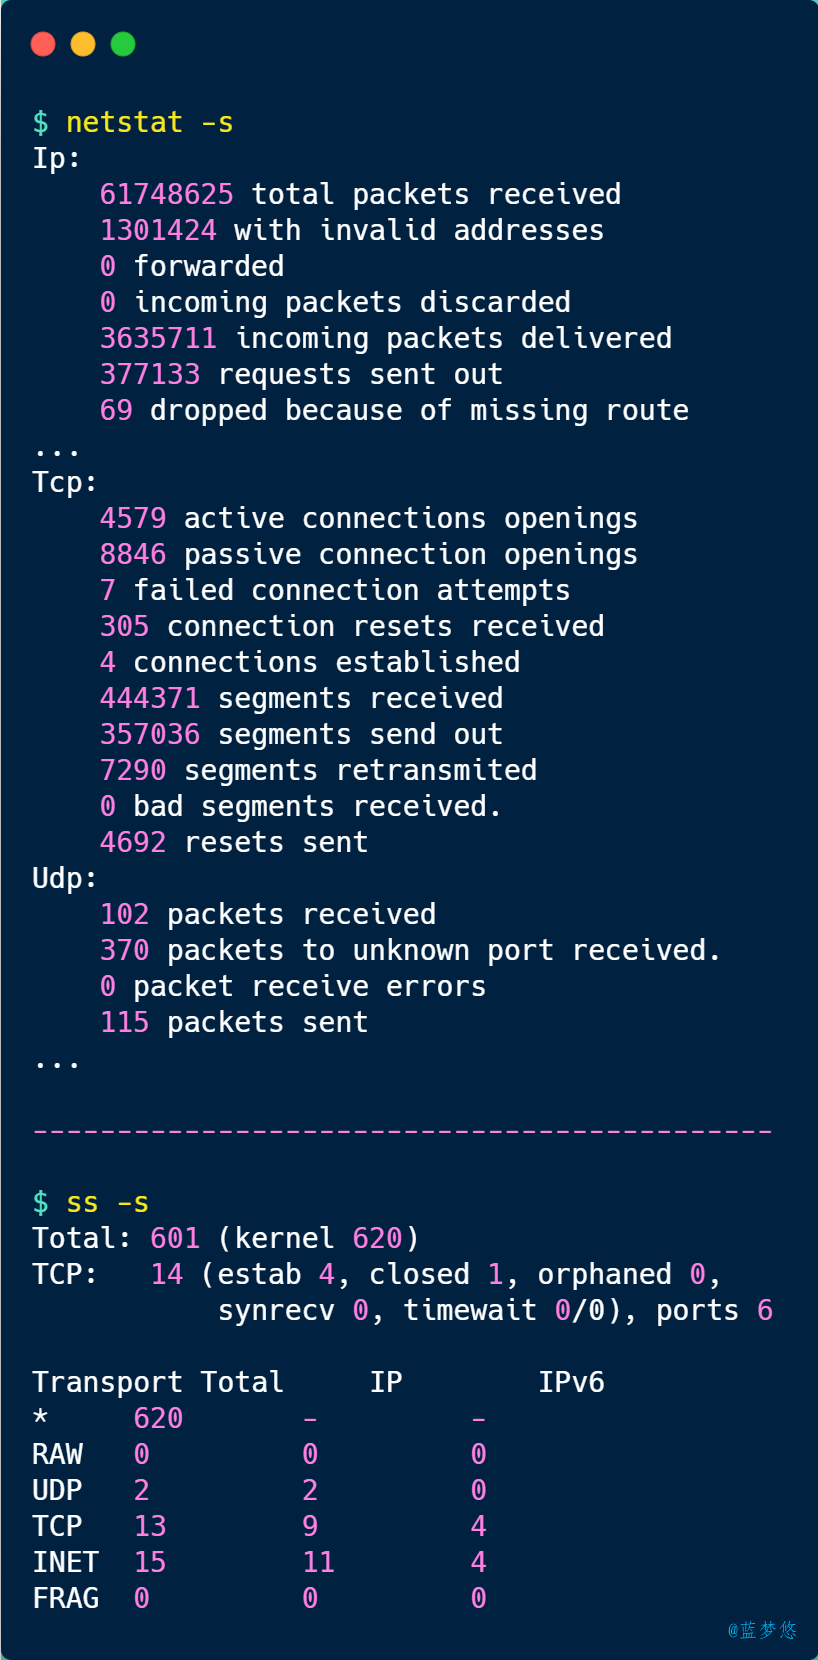 $ netstat -s
Ip:
    61748625 total packets received
    1301424 with invalid addresses
    0 forwarded
    0 incoming packets discarded
    3635711 incoming packets delivered
    377133 requests sent out
    69 dropped because of missing route
...
Tcp:
    4579 active connections openings
    8846 passive connection openings
    7 failed connection attempts
    305 connection resets received
    4 connections established
    444371 segments received
    357036 segments send out
    7290 segments retransmited
    0 bad segments received.
    4692 resets sent
Udp:
    102 packets received
    370 packets to unknown port received.
    0 packet receive errors
    115 packets sent
...
--------------------------------------------
$ ss -s
Total: 601 (kernel 620)
TCP:   14 (estab 4, closed 1, orphaned 0,
           synrecv 0, timewait 0/0), ports 6
Transport Total     IP        IPv6
*     620       -         -
RAW   0         0         0
UDP   2         2         0
TCP   13        9         4
INET  15        11        4
FRAG  0         0         0
@蓝梦悠